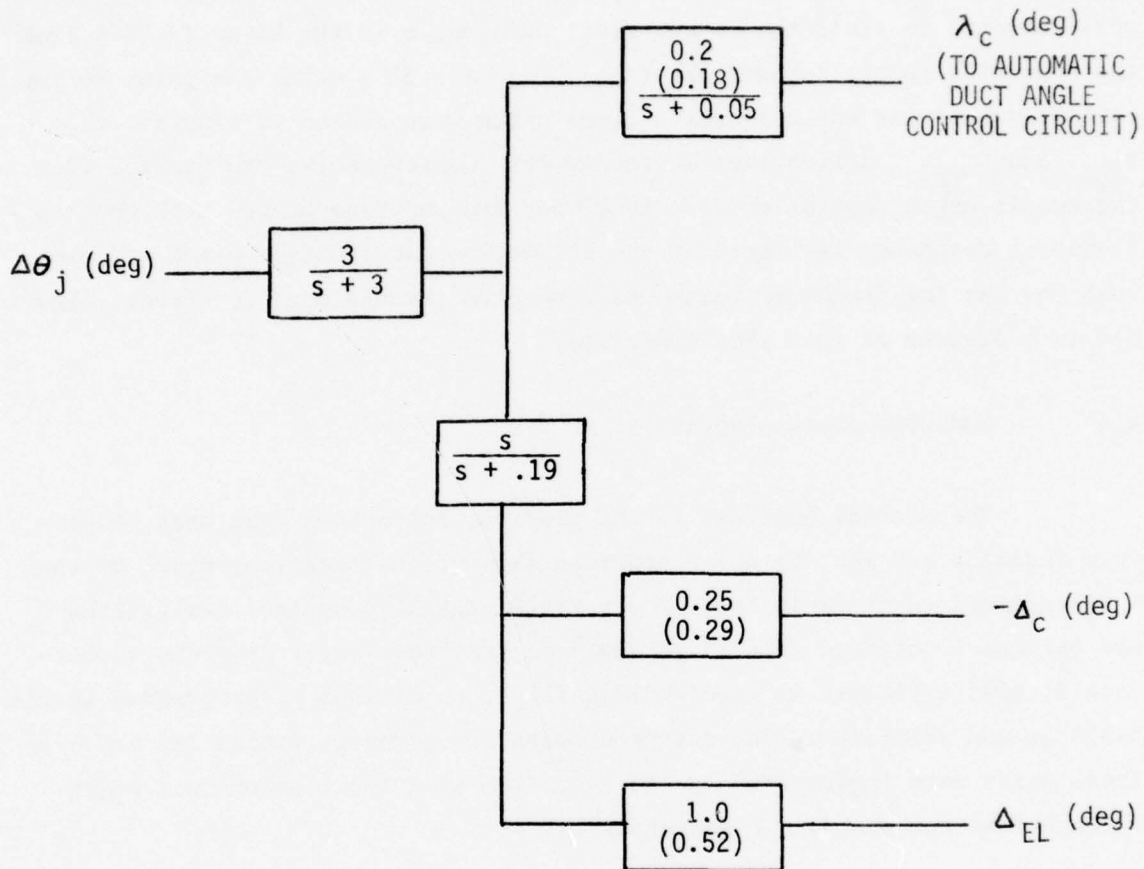 0.2
(0.18)
s + 0.05
λc (deg)
(TO AUTOMATIC
DUCT ANGLE
CONTROL CIRCUIT)
Δθj (deg)
3
s + 3
s
s + .19
0.25
(0.29)
-Δc (deg)
1.0
(0.52)
ΔEL (deg)